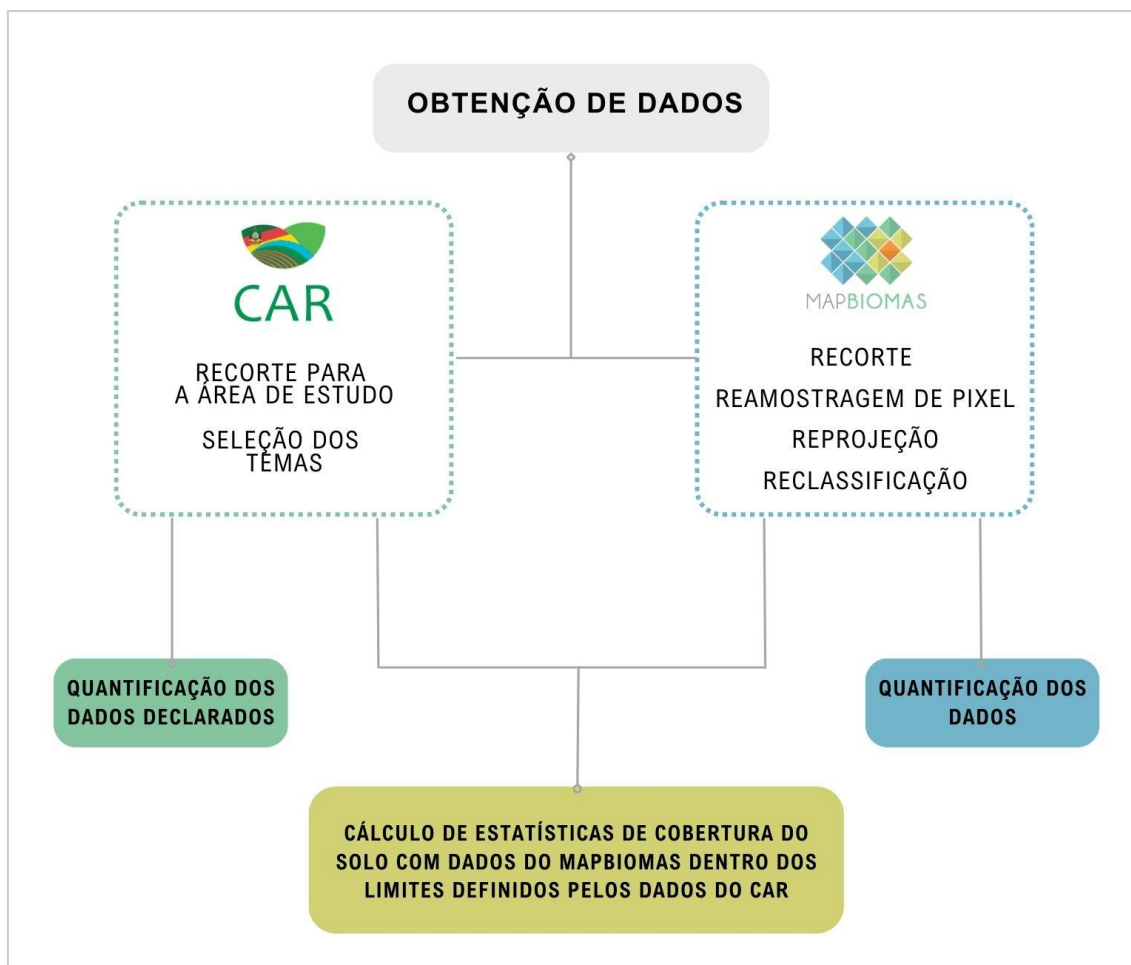 OBTENÇÃO DE DADOS
CAR
RECORTE PARA
A ÁREA DE ESTUDO
SELEÇÃO DOS
TEMAS
MAPBIOMAS
RECORTE
REAMOSTRAGEM DE PIXEL
REPROJEÇÃO
RECLASSIFICAÇÃO
QUANTIFICAÇÃO DOS
DADOS DECLARADOS
QUANTIFICAÇÃO DOS
DADOS
CÁLCULO DE ESTATÍSTICAS DE COBERTURA DO
SOLO COM DADOS DO MAPBIOMAS DENTRO DOS
LIMITES DEFINIDOS PELOS DADOS DO CAR